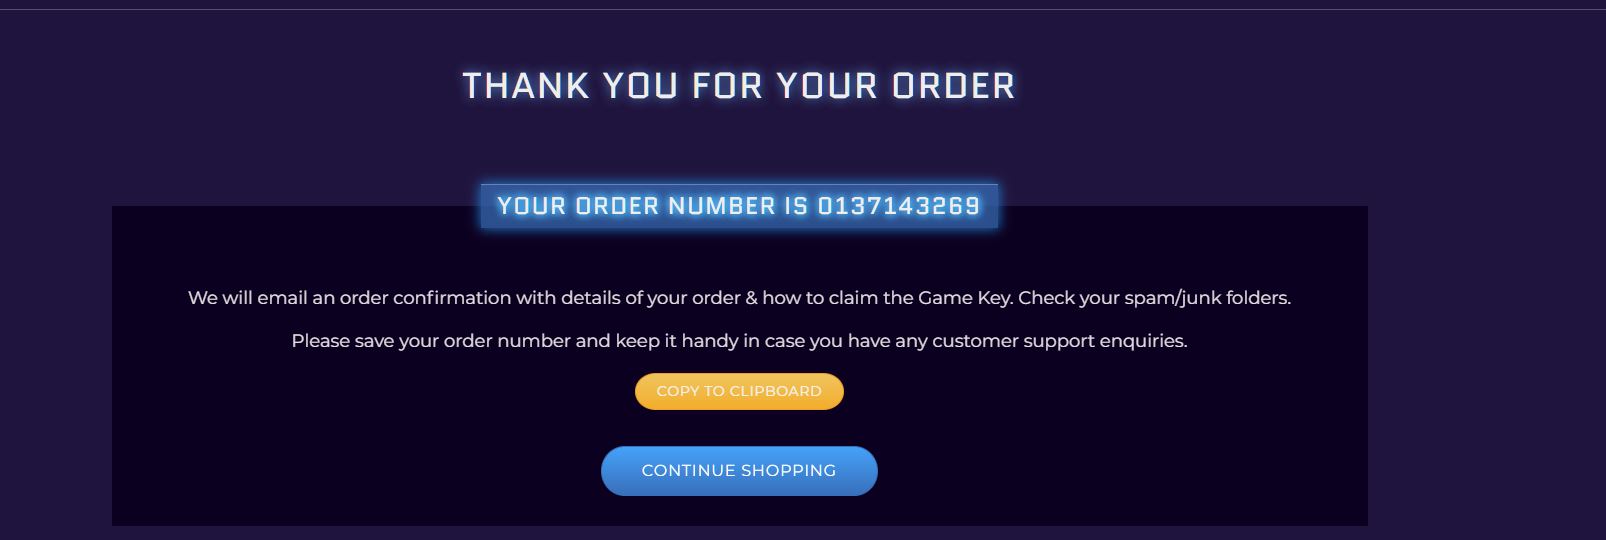 THANK YOU FOR YOUR ORDER
YOUR ORDER NUMBER IS 0137143269
We will email an order confirmation with details of your order & how to claim the Game Key. Check your spam/junk folders.
Please save your order number and keep it handy in case you have any customer support enquiries.
COPY TO CLIPBOARD
CONTINUE SHOPPING